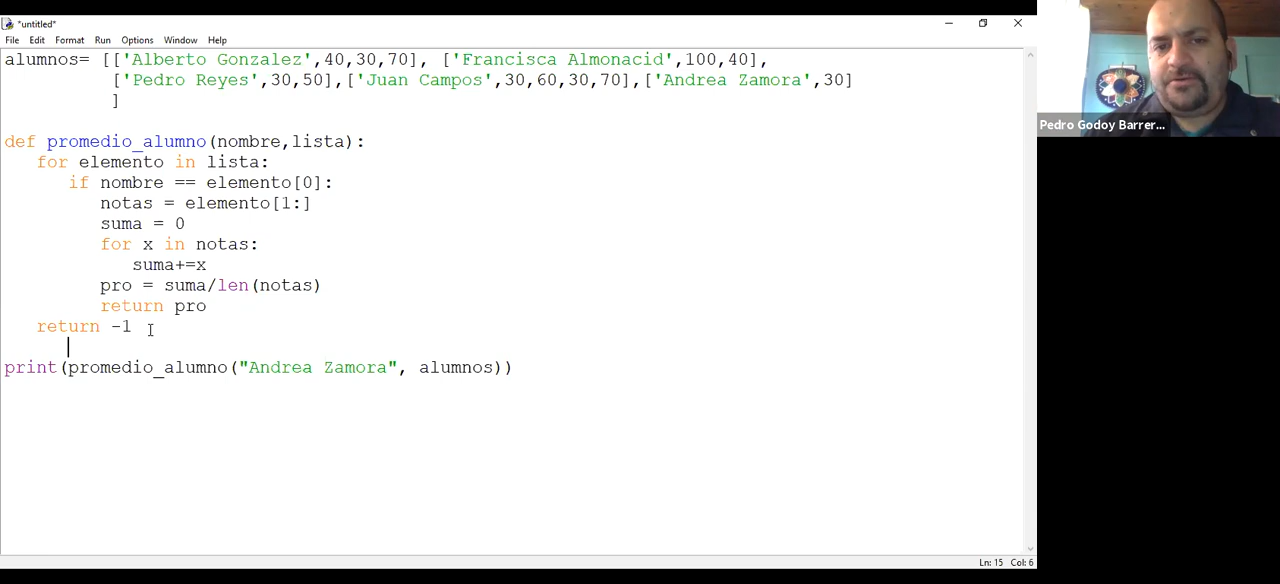 *untitled*
File Edit Format Run Options Window Help
alumnos= [['Alberto Gonzalez',40,30,70], ['Francisca Almonacid',100,40],
['Pedro Reyes',30,50],['Juan Campos',30,60,30,70],['Andrea Zamora',30]
]
def promedio_alumno(nombre,lista):
for elemento in lista:
if nombre == elemento[0]:
notas = elemento[1:]
suma = 0
for x in notas:
suma+=x
pro = suma/len(notas)
return pro
return -1
print(promedio_alumno("Andrea Zamora", alumnos))
Ln: 15 Col: 6
Pedro Godoy Barrer...